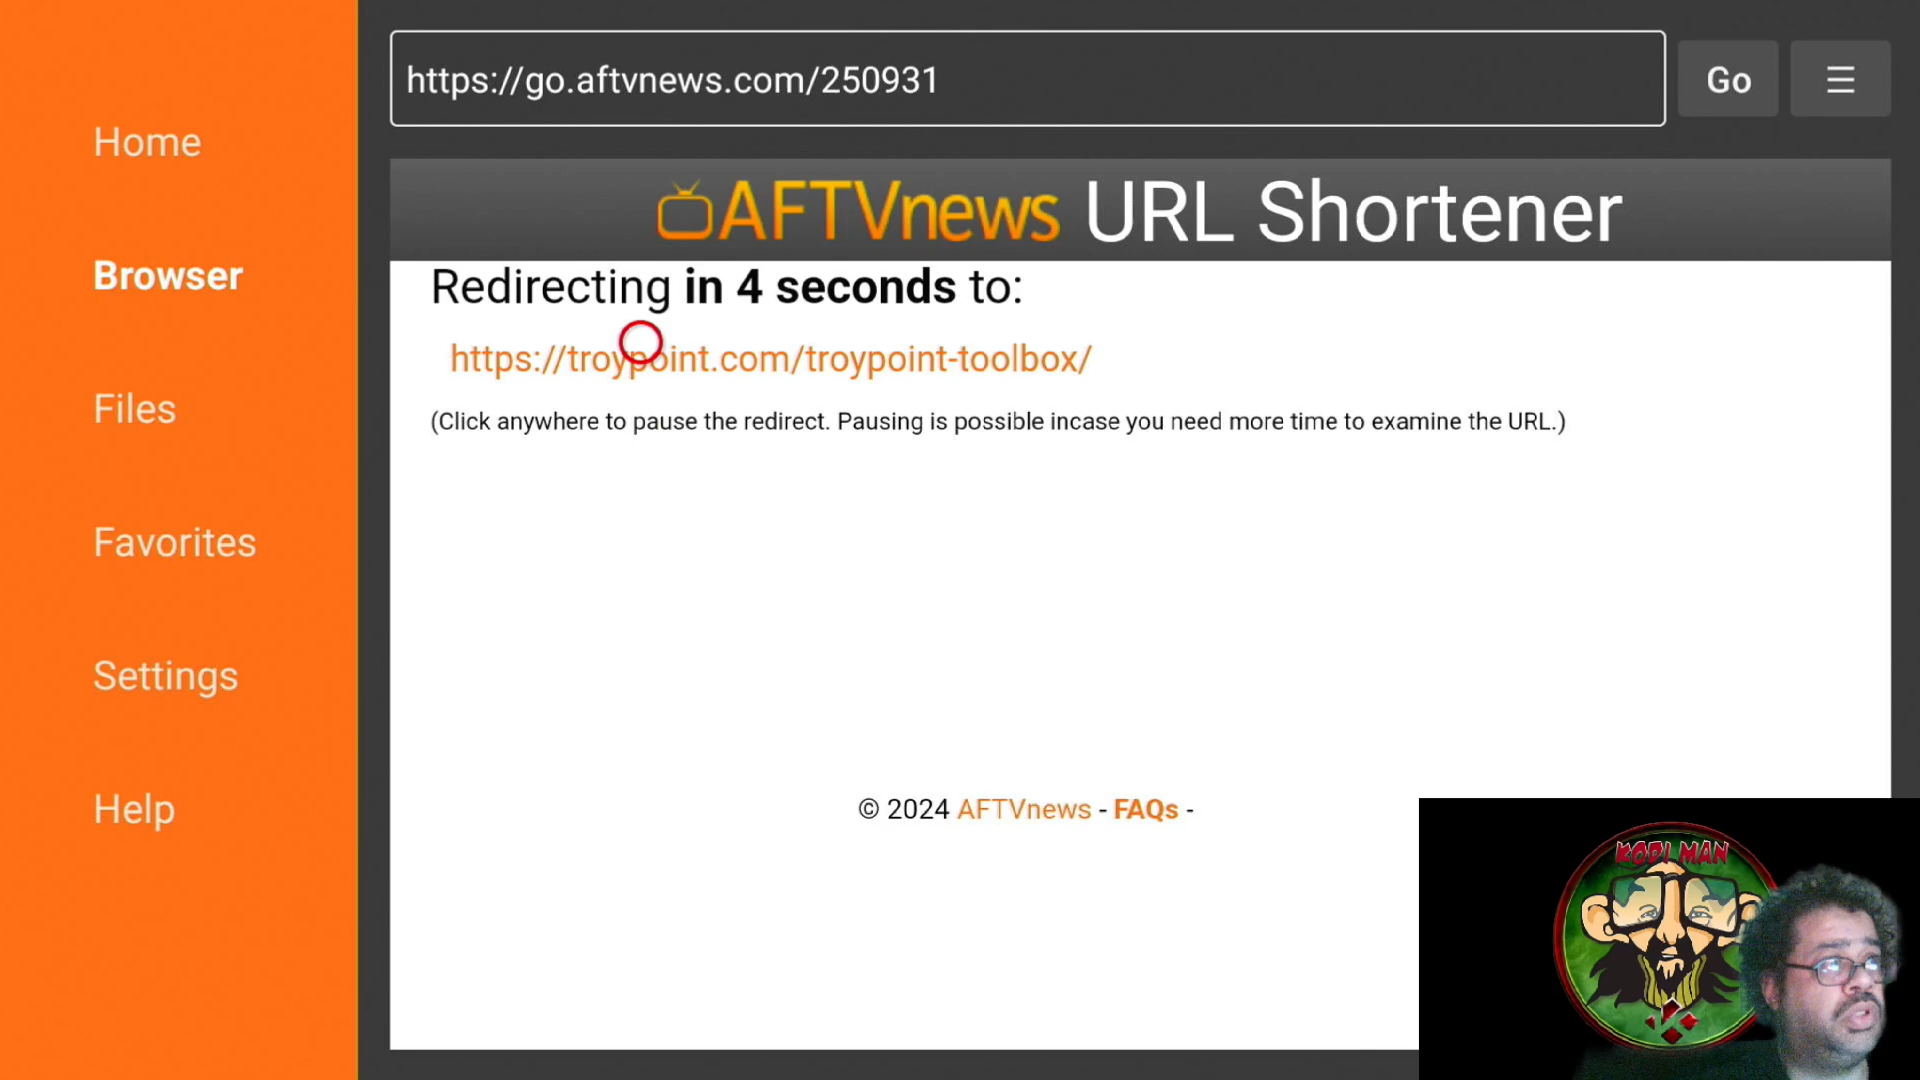 https://go.aftvnews.com/250931
Go
Home
Browser
Files
Favorites
Settings
Help
AFTVnews URL Shortener
Redirecting in 4 seconds to:
https://troypoint.com/troypoint-toolbox/
(Click anywhere to pause the redirect. Pausing is possible incase you need more time to examine the URL.)
© 2024 AFTVnews - FAQs -
KODI MAN